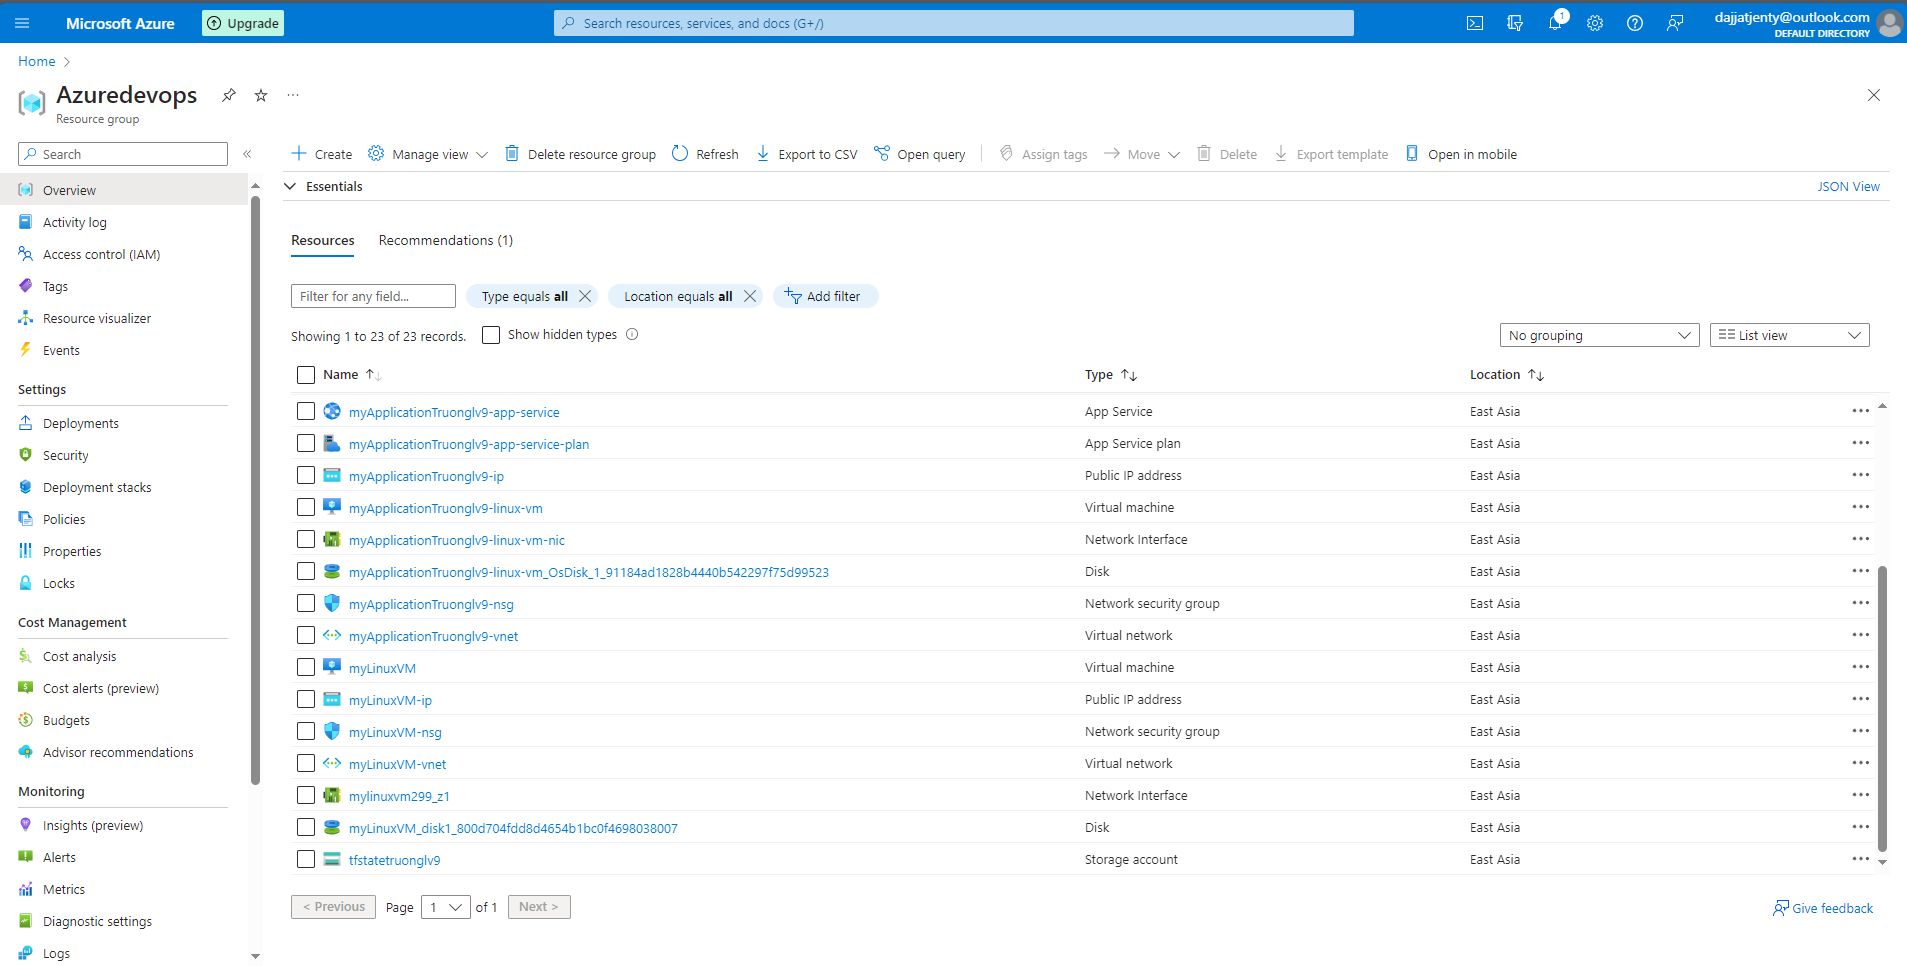 Microsoft Azure
Upgrade
Search resources, services, and docs (G+/)
1
dajjatjenty@outlook.com
DEFAULT DIRECTORY
Home >
Azuredevops
Resource group
Search
Create
Manage view
Delete resource group
Refresh
Export to CSV
Open query
Assign tags
Move
Delete
Export template
Open in mobile
Overview
Activity log
Access control (IAM)
Tags
Resource visualizer
Events
Settings
Deployments
Security
Deployment stacks
Policies
Properties
Locks
Cost Management
Cost analysis
Cost alerts (preview)
Budgets
Advisor recommendations
Monitoring
Insights (preview)
Alerts
Metrics
Diagnostic settings
Logs
Essentials
JSON View
Resources
Recommendations (1)
Filter for any field...
Type equals all
Location equals all
Add filter
Showing 1 to 23 of 23 records.
Show hidden types
No grouping
List view
Name Type Location
myApplicationTruonglv9-app-service App Service East Asia
myApplicationTruonglv9-app-service-plan App Service plan East Asia
myApplicationTruonglv9-ip Public IP address East Asia
myApplicationTruonglv9-linux-vm Virtual machine East Asia
myApplicationTruonglv9-linux-vm-nic Network Interface East Asia
myApplicationTruonglv9-linux-vm_OsDisk_1_91184ad1828b4440b542297f75d99523 Disk East Asia
myApplicationTruonglv9-nsg Network security group East Asia
myApplicationTruonglv9-vnet Virtual network East Asia
myLinuxVM Virtual machine East Asia
myLinuxVM-ip Public IP address East Asia
myLinuxVM-nsg Network security group East Asia
myLinuxVM-vnet Virtual network East Asia
mylinuxvm299_z1 Network Interface East Asia
myLinuxVM_disk1_800d704fdd8d4654b1bc0f4698038007 Disk East Asia
tfstatetruonglv9 Storage account East Asia
< Previous
Page 1 of 1
Next >
Give feedback